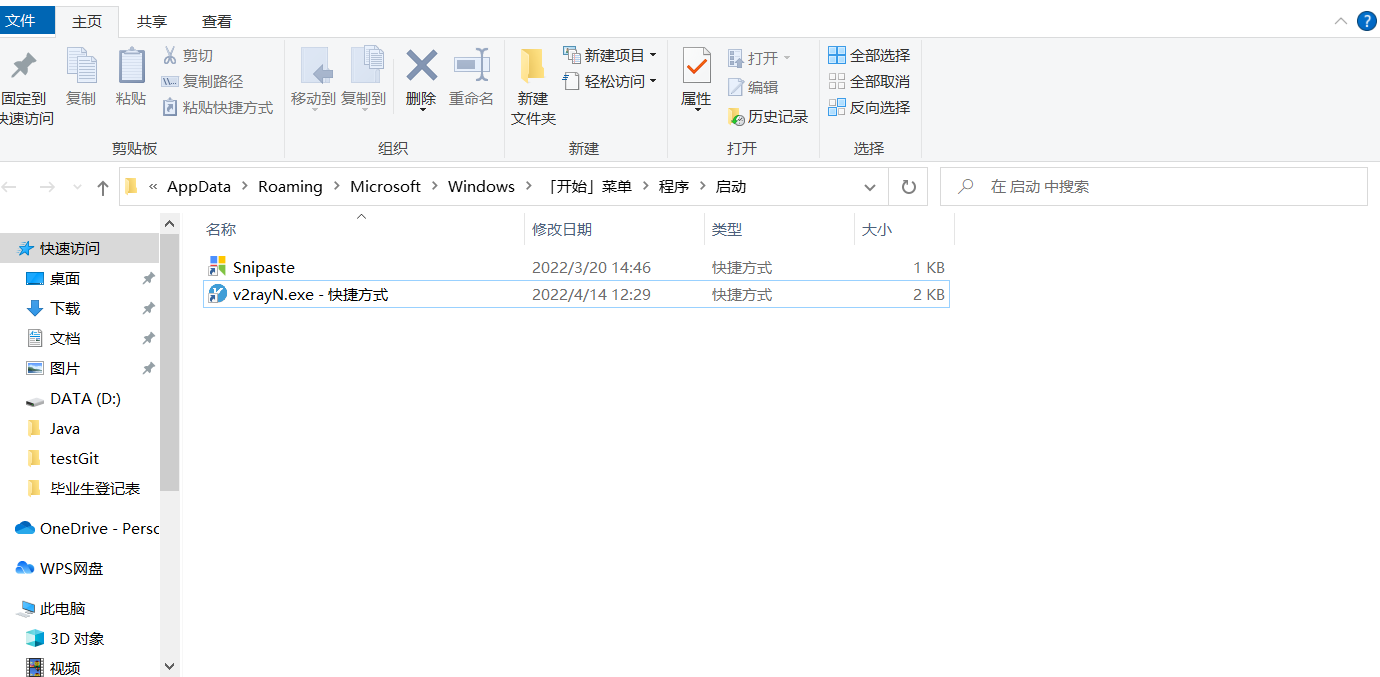 文件 主页 共享 查看
剪切
复制路径
粘贴快捷方式
固定到
快速访问
复制
粘贴
剪贴板
移动到 复制到 删除 重命名
组织
新建
文件夹
新建项目
轻松访问
新建
属性
打开
编辑
历史记录
打开
全部选择
全部取消
反向选择
选择
« AppData > Roaming > Microsoft > Windows > 「开始」菜单 > 程序 > 启动
在 启动 中搜索
快速访问
桌面
下载
文档
图片
DATA (D:)
Java
testGit
毕业生登记表
OneDrive - Perso
WPS网盘
此电脑
3D 对象
视频
名称 修改日期 类型 大小
Snipaste 2022/3/20 14:46 快捷方式 1 KB
v2rayN.exe - 快捷方式 2022/4/14 12:29 快捷方式 2 KB